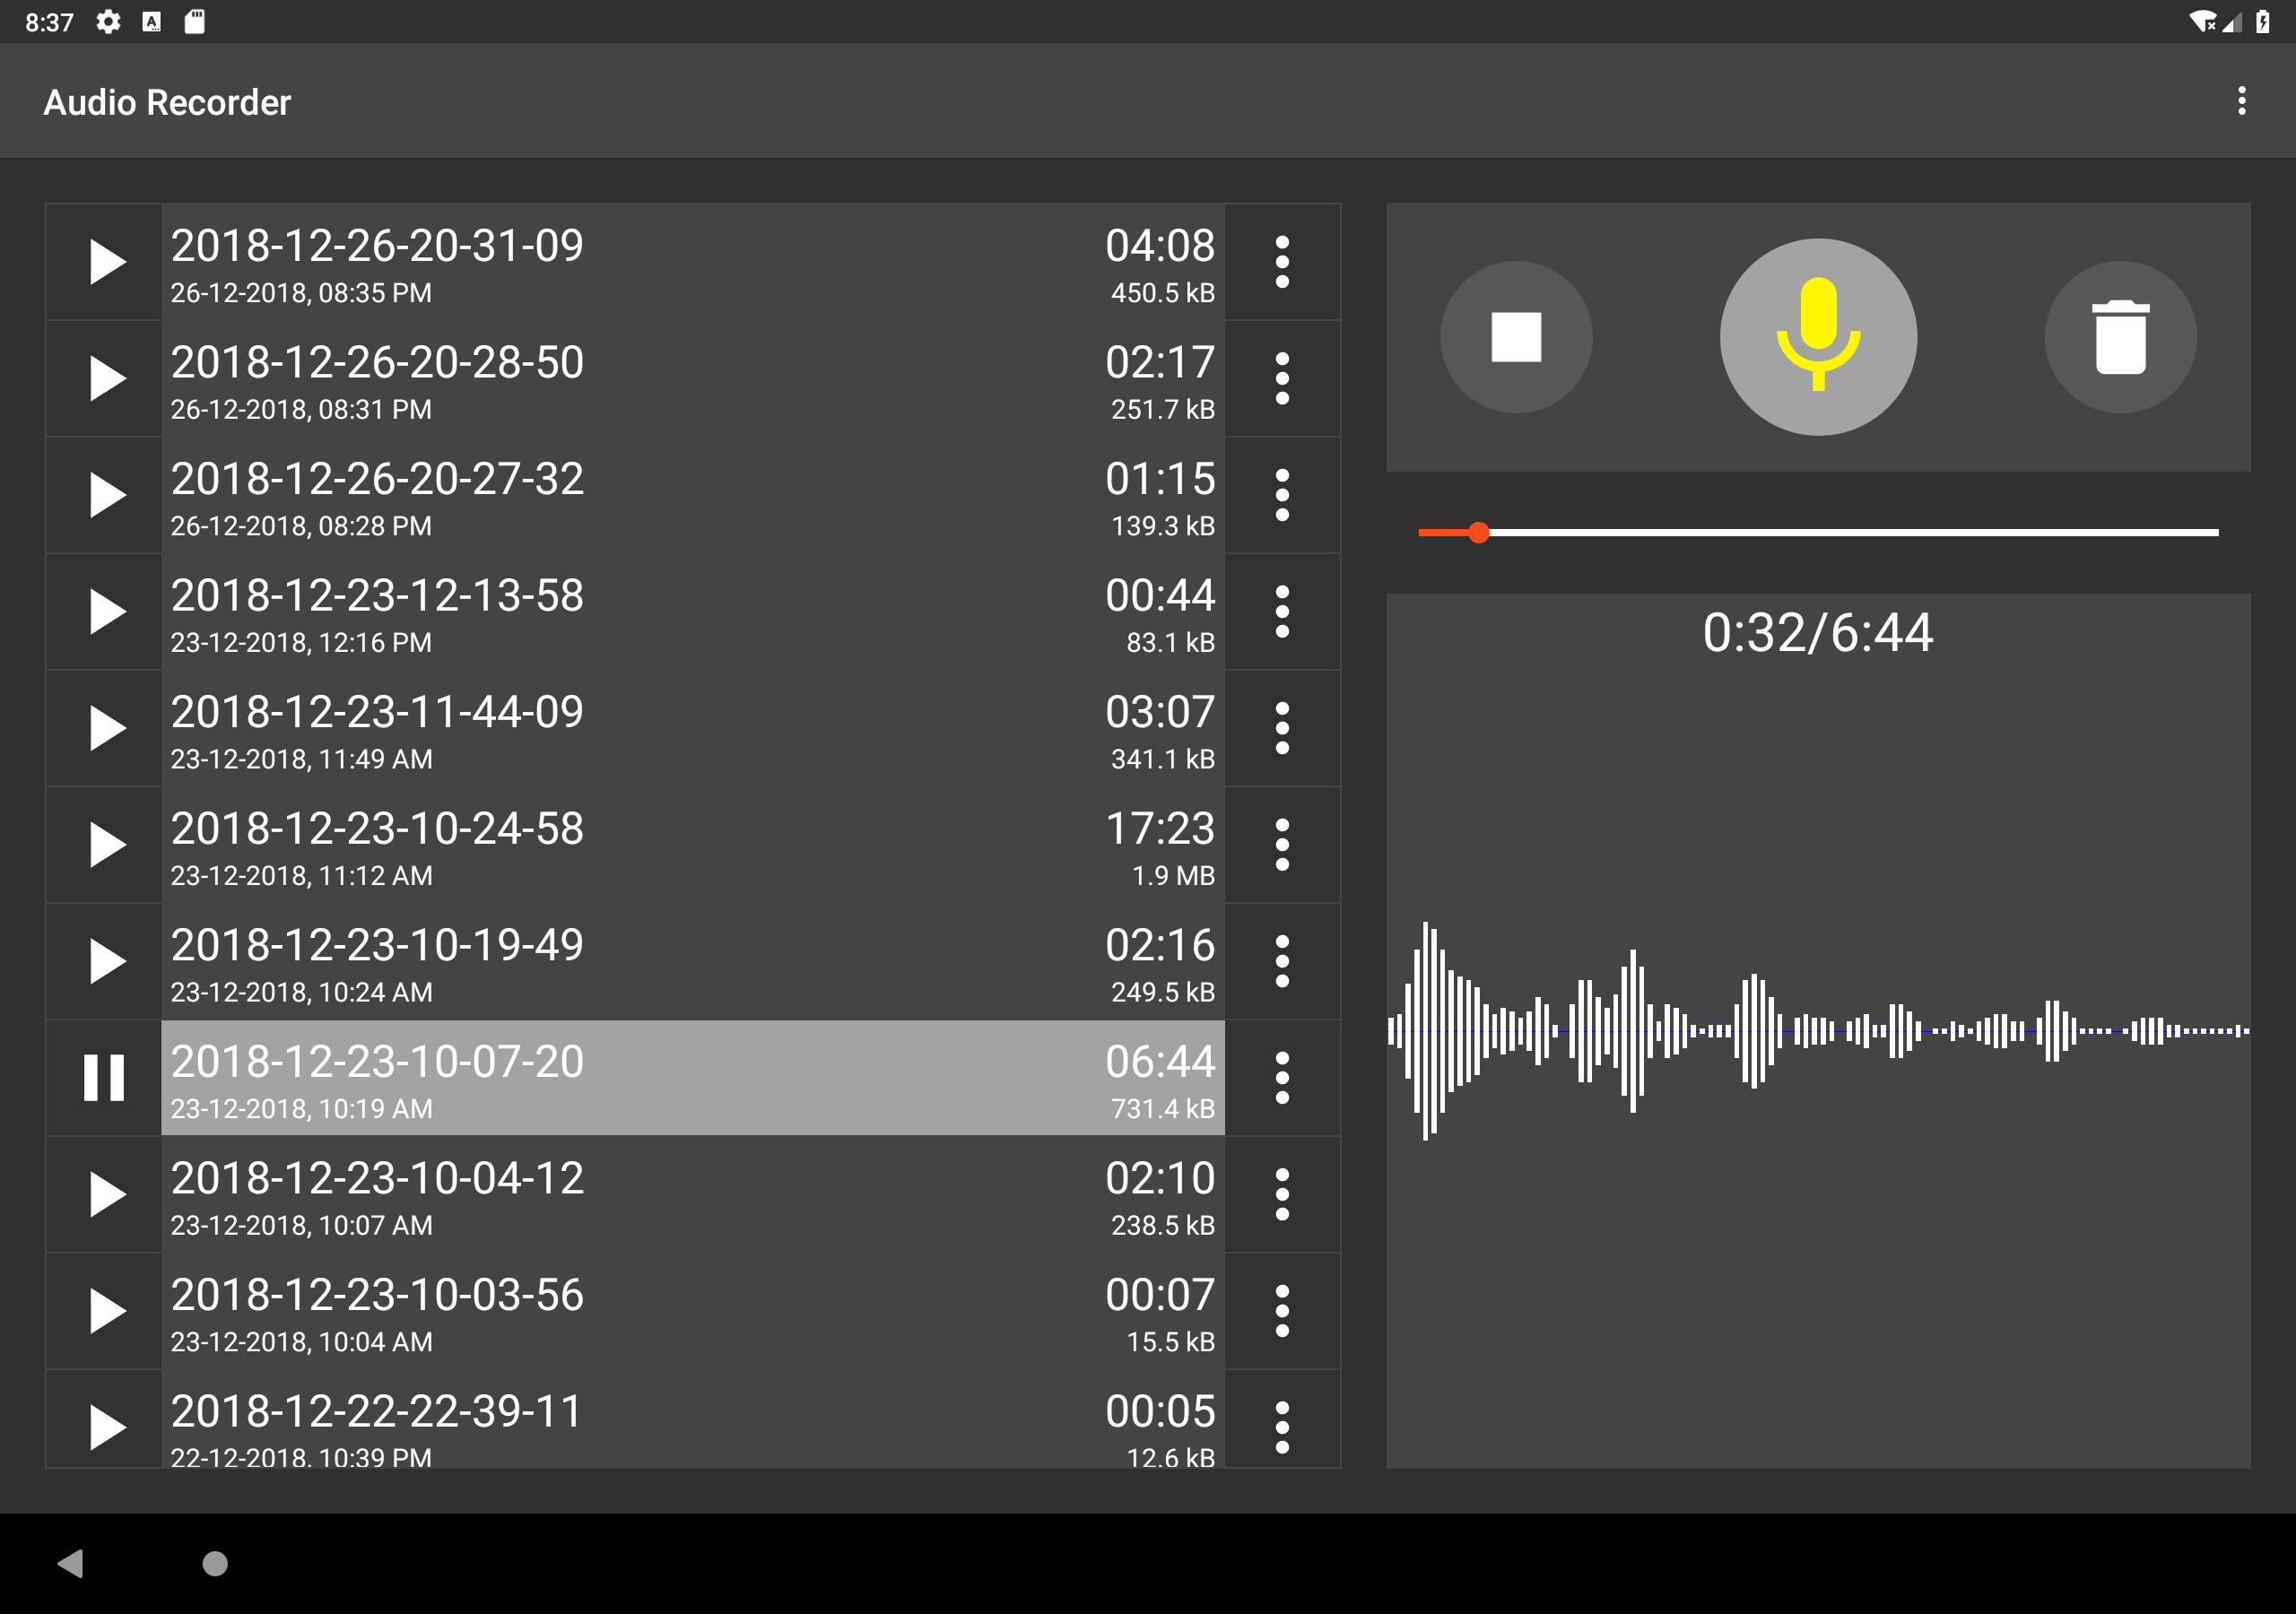 8:37
Audio Recorder
2018-12-26-20-31-09 04:08
26-12-2018, 08:35 PM 450.5 kB
2018-12-26-20-28-50 02:17
26-12-2018, 08:31 PM 251.7 kB
2018-12-26-20-27-32 01:15
26-12-2018, 08:28 PM 139.3 kB
2018-12-23-12-13-58 00:44
23-12-2018, 12:16 PM 83.1 kB
2018-12-23-11-44-09 03:07
23-12-2018, 11:49 AM 341.1 kB
2018-12-23-10-24-58 17:23
23-12-2018, 11:12 AM 1.9 MB
2018-12-23-10-19-49 02:16
23-12-2018, 10:24 AM 249.5 kB
2018-12-23-10-07-20 06:44
23-12-2018, 10:19 AM 731.4 kB
2018-12-23-10-04-12 02:10
23-12-2018, 10:07 AM 238.5 kB
2018-12-23-10-03-56 00:07
23-12-2018, 10:04 AM 15.5 kB
2018-12-22-22-39-11 00:05
22-12-2018, 10:39 PM 12.6 kB
0:32/6:44